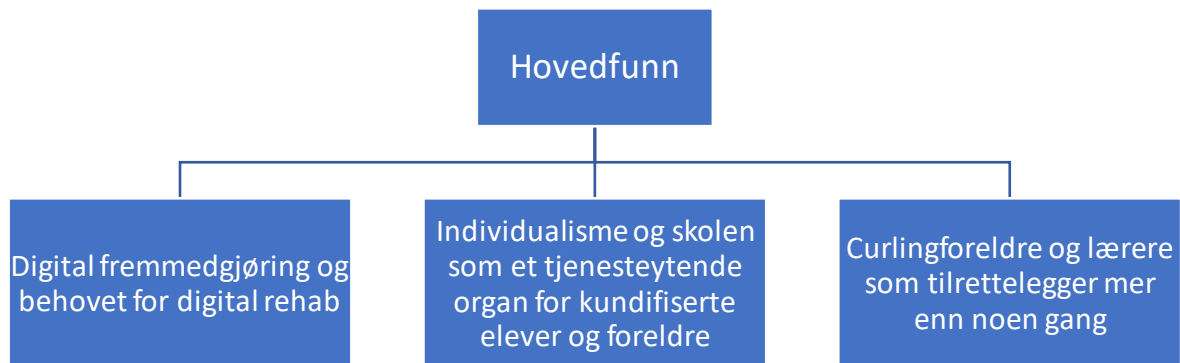 Hovedfunn
Digital fremmedgjøring og
behovet for digital rehab
Individualisme og skolen
som et tjenesteytende
organ for kundifiserte
elever og foreldre
Curlingforeldre og lærere
som tilrettelegger mer
enn noen gang